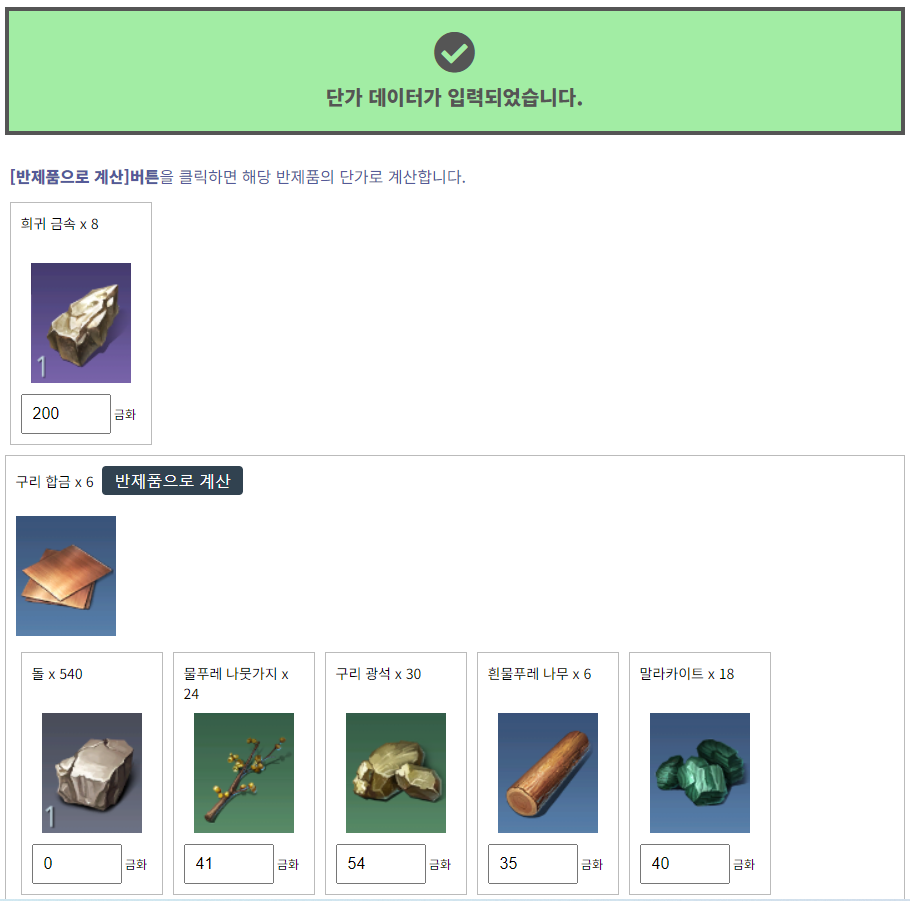 단가 데이터가 입력되었습니다.
[반제품으로 계산]버튼을 클릭하면 해당 반제품의 단가로 계산합니다.
희귀 금속 x 8
1
200 금화
구리 합금 x 6 반제품으로 계산
돌 x 540
1
0 금화
물푸레 나뭇가지 x
24
41 금화
구리 광석 x 30
54 금화
흰물푸레 나무 x 6
35 금화
말라카이트 x 18
40 금화